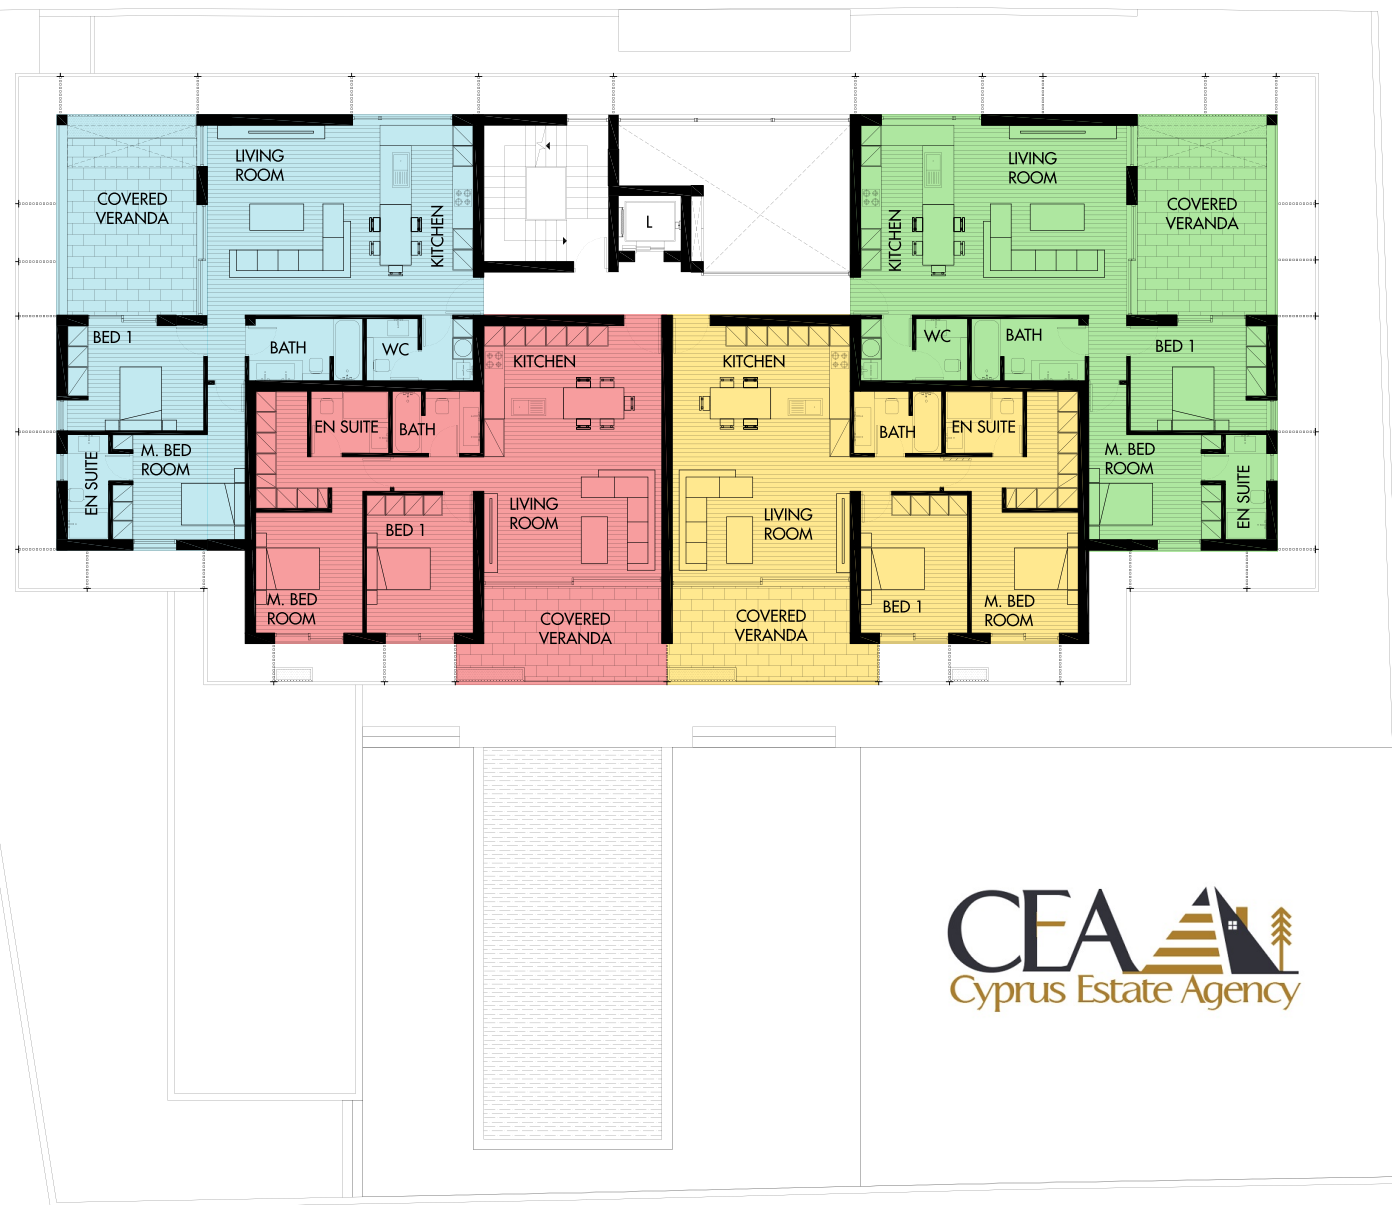 COVERED
VERANDA
LIVING
ROOM
KITCHEN
L
KITCHEN
LIVING
ROOM
COVERED
VERANDA
BED 1
BATH
WC
KITCHEN
KITCHEN
WC
BATH
BED 1
M. BED
ROOM
EN SUITE
EN SUITE
BATH
BATH
EN SUITE
M. BED
ROOM
EN SUITE
BED 1
LIVING
ROOM
LIVING
ROOM
M. BED
ROOM
COVERED
VERANDA
COVERED
VERANDA
BED 1
M. BED
ROOM
CEA
Cyprus Estate Agency